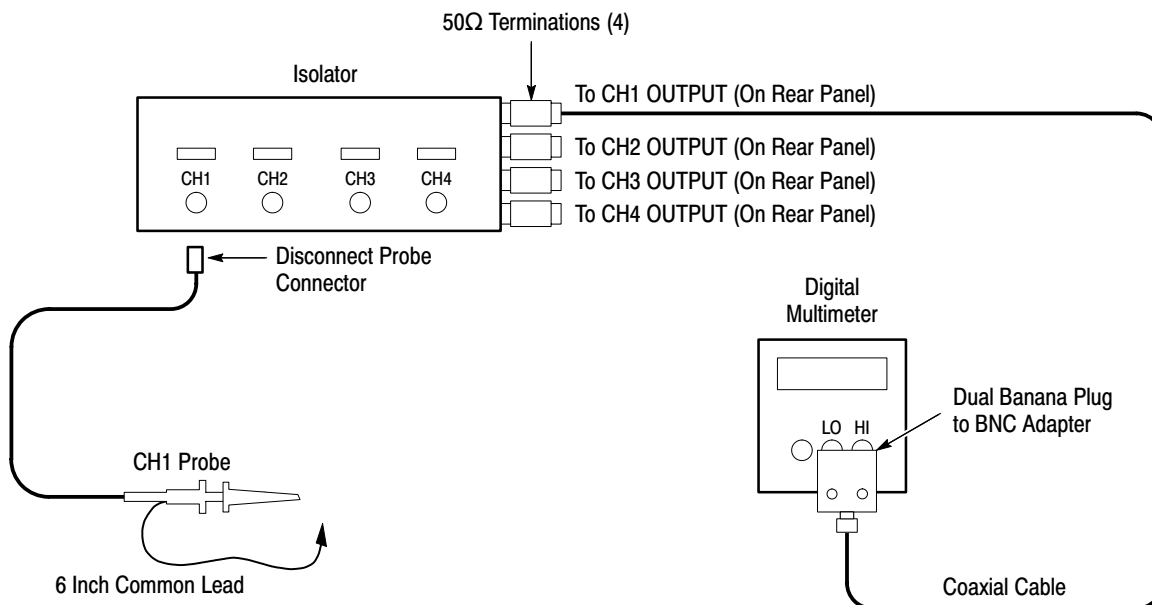 50Ω Terminations (4)
Isolator
To CH1 OUTPUT (On Rear Panel)
To CH2 OUTPUT (On Rear Panel)
To CH3 OUTPUT (On Rear Panel)
To CH4 OUTPUT (On Rear Panel)
CH1 CH2 CH3 CH4
Disconnect Probe
Connector
Digital
Multimeter
LO HI
Dual Banana Plug
to BNC Adapter
CH1 Probe
6 Inch Common Lead
Coaxial Cable